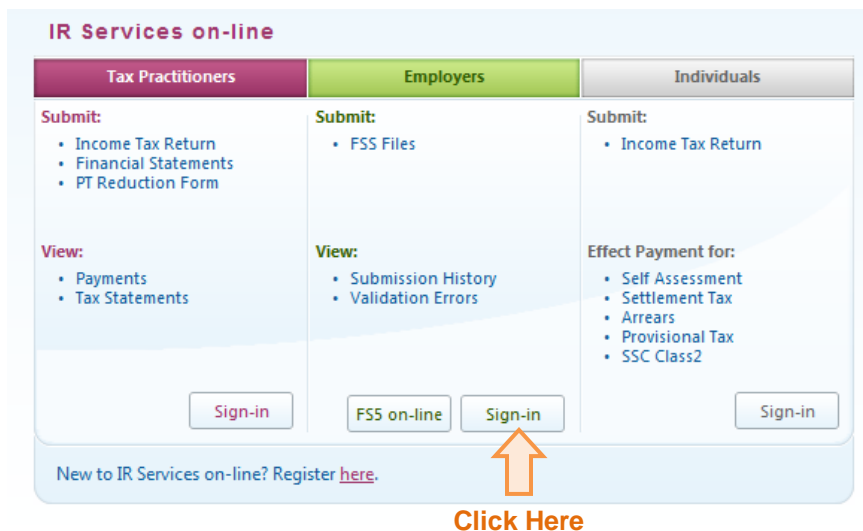 IR Services on-line
Tax Practitioners
Employers
Individuals
Submit:
• Income Tax Return
• Financial Statements
• PT Reduction Form
View:
• Payments
• Tax Statements
Sign-in
Submit:
• FSS Files
View:
• Submission History
• Validation Errors
FS5 on-line
Sign-in
Submit:
• Income Tax Return
Effect Payment for:
• Self Assessment
• Settlement Tax
• Arrears
• Provisional Tax
• SSC Class2
Sign-in
New to IR Services on-line? Register here.
Click Here